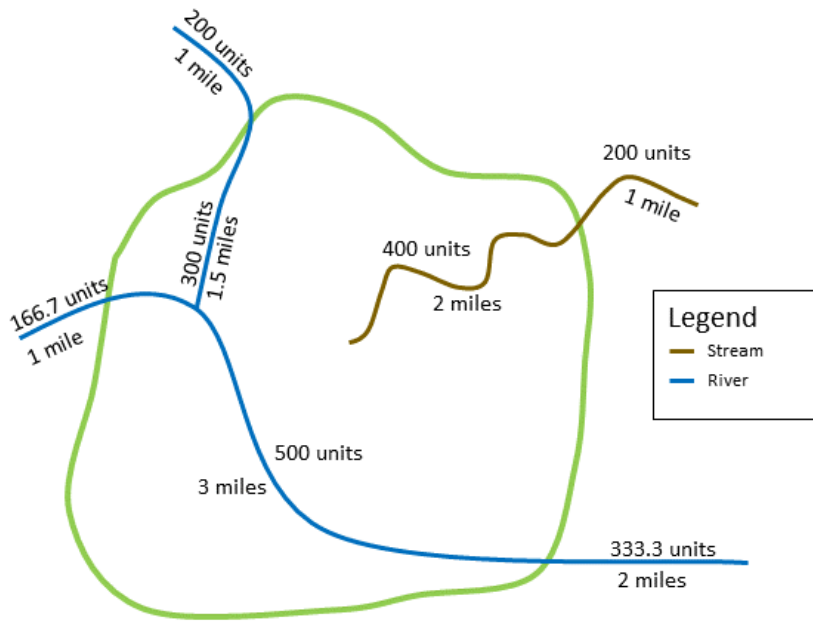 200 units
1 mile
200 units
1 mile
300 units
1.5 miles
400 units
2 miles
166.7 units
1 mile
Legend
Stream
River
500 units
3 miles
333.3 units
2 miles